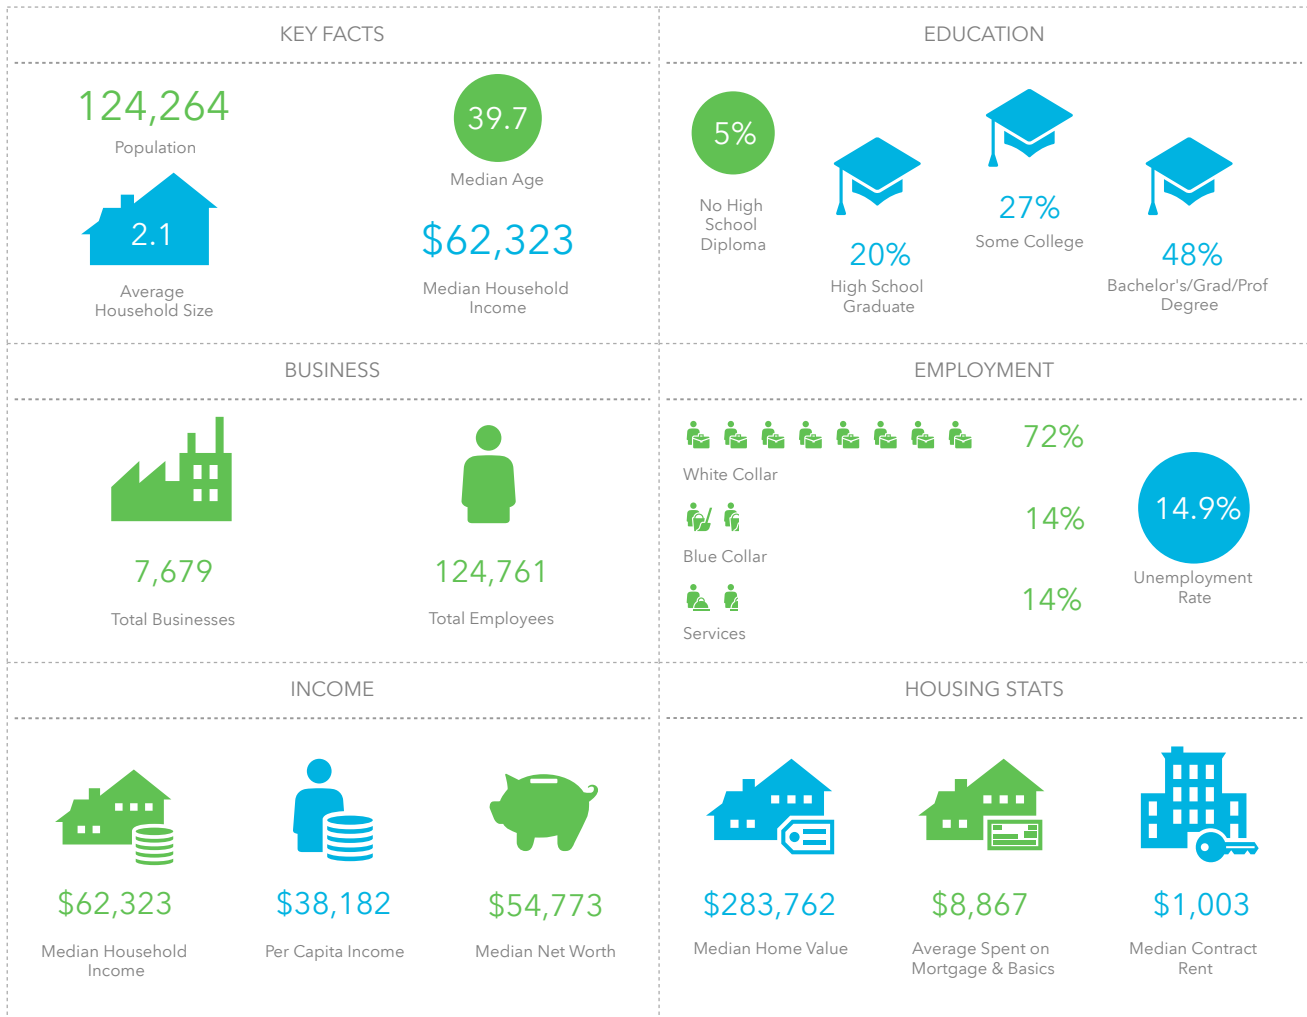 KEY FACTS
124,264
Population
39.7
Median Age
2.1
Average
Household Size
$62,323
Median Household
Income
EDUCATION
5%
No High
School
Diploma
20%
High School
Graduate
27%
Some College
48%
Bachelor's/Grad/Prof
Degree
BUSINESS
7,679
Total Businesses
124,761
Total Employees
EMPLOYMENT
72%
White Collar
14%
Blue Collar
14%
Services
14.9%
Unemployment
Rate
INCOME
$62,323
Median Household
Income
$38,182
Per Capita Income
$54,773
Median Net Worth
HOUSING STATS
$283,762
Median Home Value
$8,867
Average Spent on
Mortgage & Basics
$1,003
Median Contract
Rent